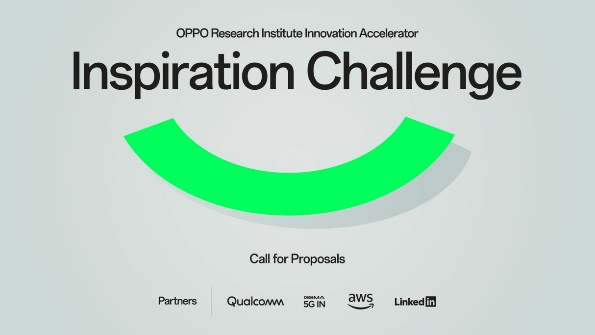 OPPO Research Institute Innovation Accelerator
Inspiration Challenge
Call for Proposals
Partners
Qualcomm
5G IN
aws
LinkedIn